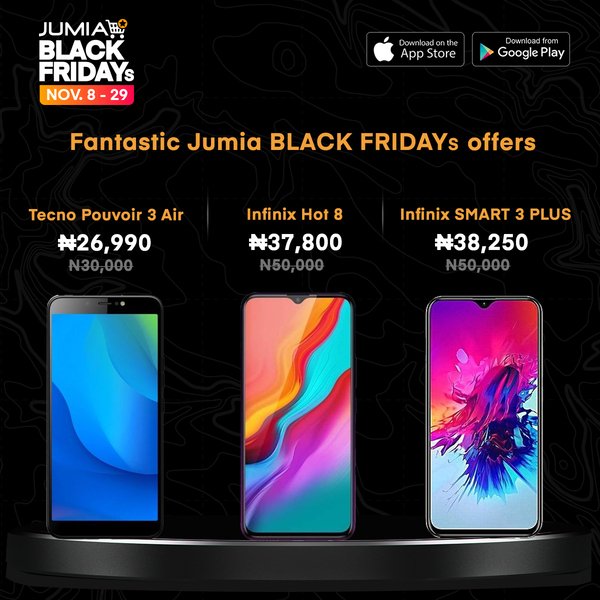 JUMIA
BLACK
FRIDAYs
NOV. 8 - 29
Download on the
App Store
Download from
Google Play
Fantastic Jumia BLACK FRIDAYs offers
Tecno Pouvoir 3 Air
₦26,990
₦30,000
Infinix Hot 8
₦37,800
₦50,000
Infinix SMART 3 PLUS
₦38,250
₦50,000